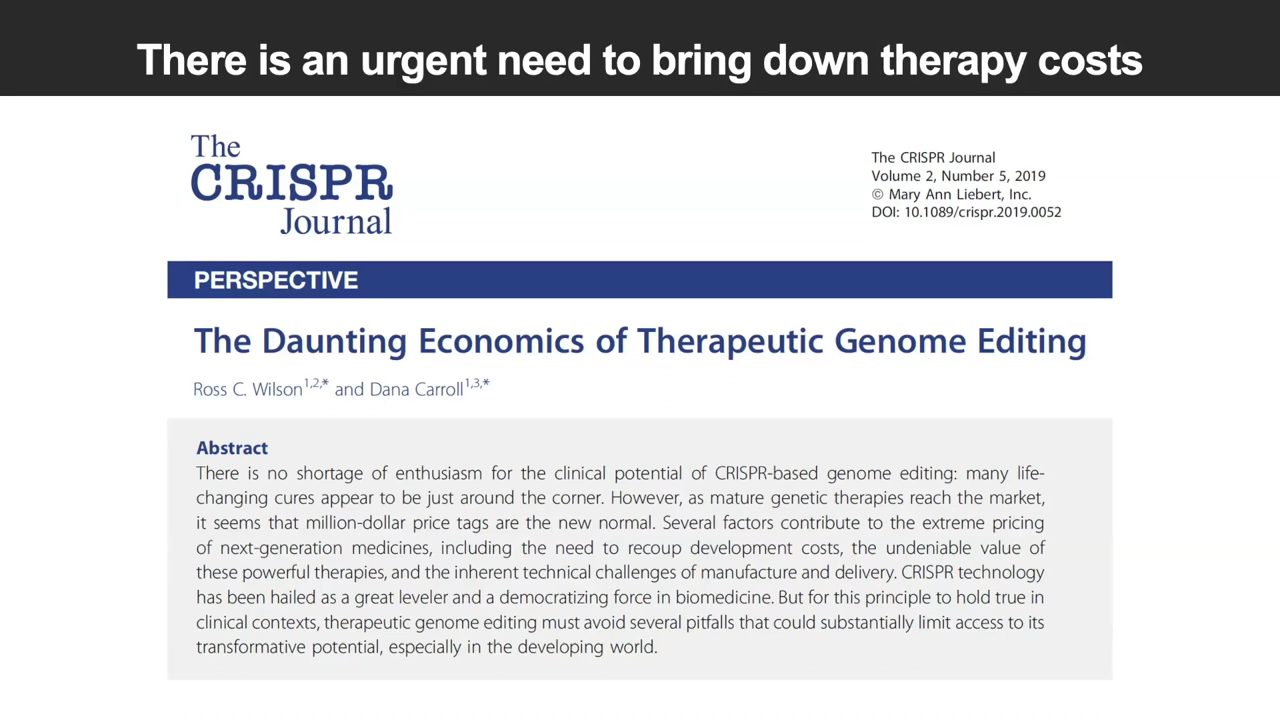 There is an urgent need to bring down therapy costs
The
CRISPR
Journal
The CRISPR Journal
Volume 2, Number 5, 2019
© Mary Ann Liebert, Inc.
DOI: 10.1089/crispr.2019.0052
PERSPECTIVE
The Daunting Economics of Therapeutic Genome Editing
Ross C. Wilson1,2,* and Dana Carroll1,3,*
Abstract
There is no shortage of enthusiasm for the clinical potential of CRISPR-based genome editing: many life-
changing cures appear to be just around the corner. However, as mature genetic therapies reach the market,
it seems that million-dollar price tags are the new normal. Several factors contribute to the extreme pricing
of next-generation medicines, including the need to recoup development costs, the undeniable value of
these powerful therapies, and the inherent technical challenges of manufacture and delivery. CRISPR technology
has been hailed as a great leveler and a democratizing force in biomedicine. But for this principle to hold true in
clinical contexts, therapeutic genome editing must avoid several pitfalls that could substantially limit access to its
transformative potential, especially in the developing world.